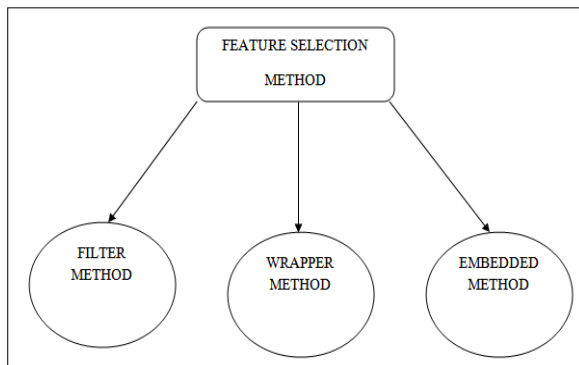 FEATURE SELECTION
METHOD
FILTER
METHOD
WRAPPER
METHOD
EMBEDDED
METHOD